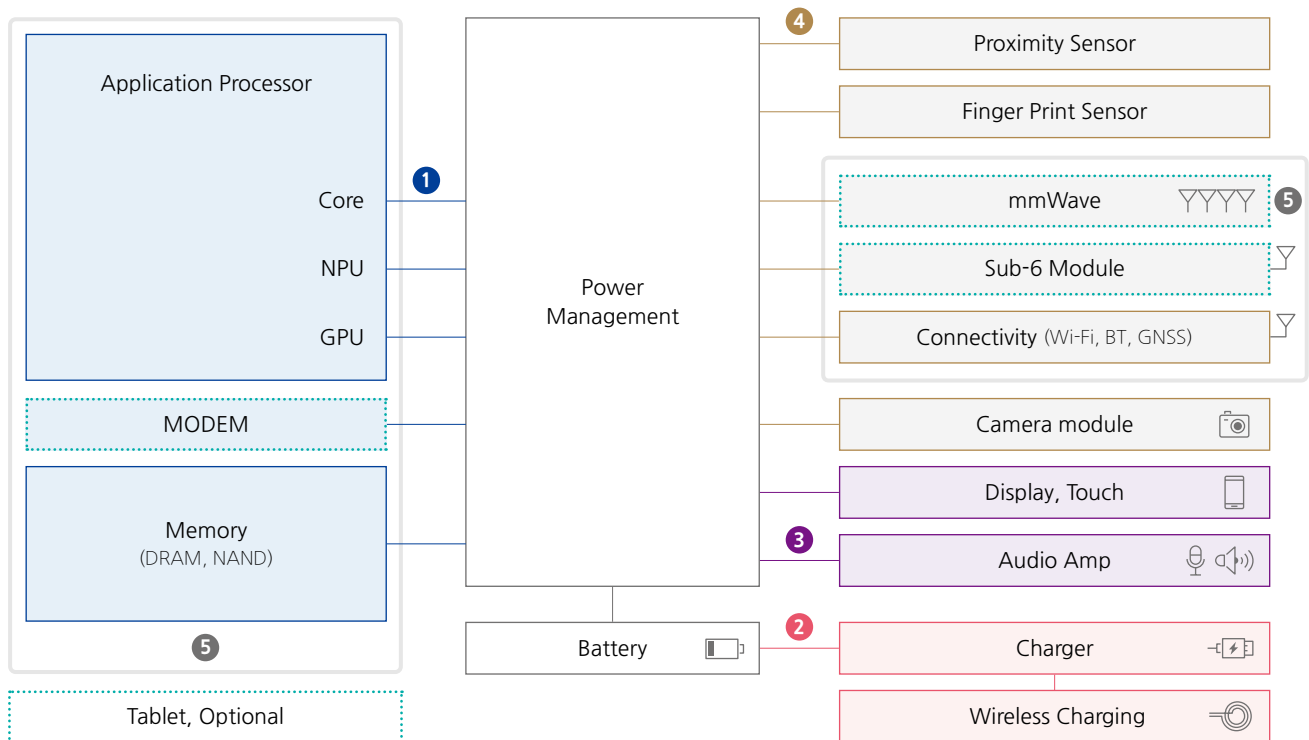 Application Processor
Core
NPU
GPU
MODEM
Memory
(DRAM, NAND)
5
Tablet, Optional
1
Power
Management
Battery
4
Proximity Sensor
Finger Print Sensor
mmWave
5
Sub-6 Module
Connectivity (Wi-Fi, BT, GNSS)
Camera module
Display, Touch
3
Audio Amp
2
Charger
Wireless Charging